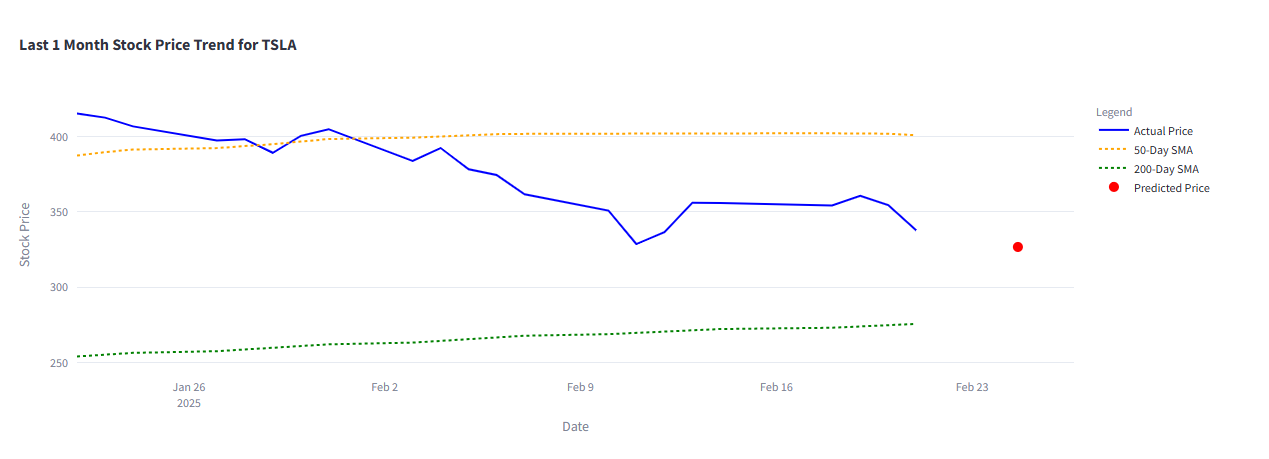 Last 1 Month Stock Price Trend for TSLA
Legend
Actual Price
50-Day SMA
200-Day SMA
Predicted Price
Stock Price
400
350
300
250
Jan 26
2025
Feb 2
Feb 9
Feb 16
Feb 23
Date